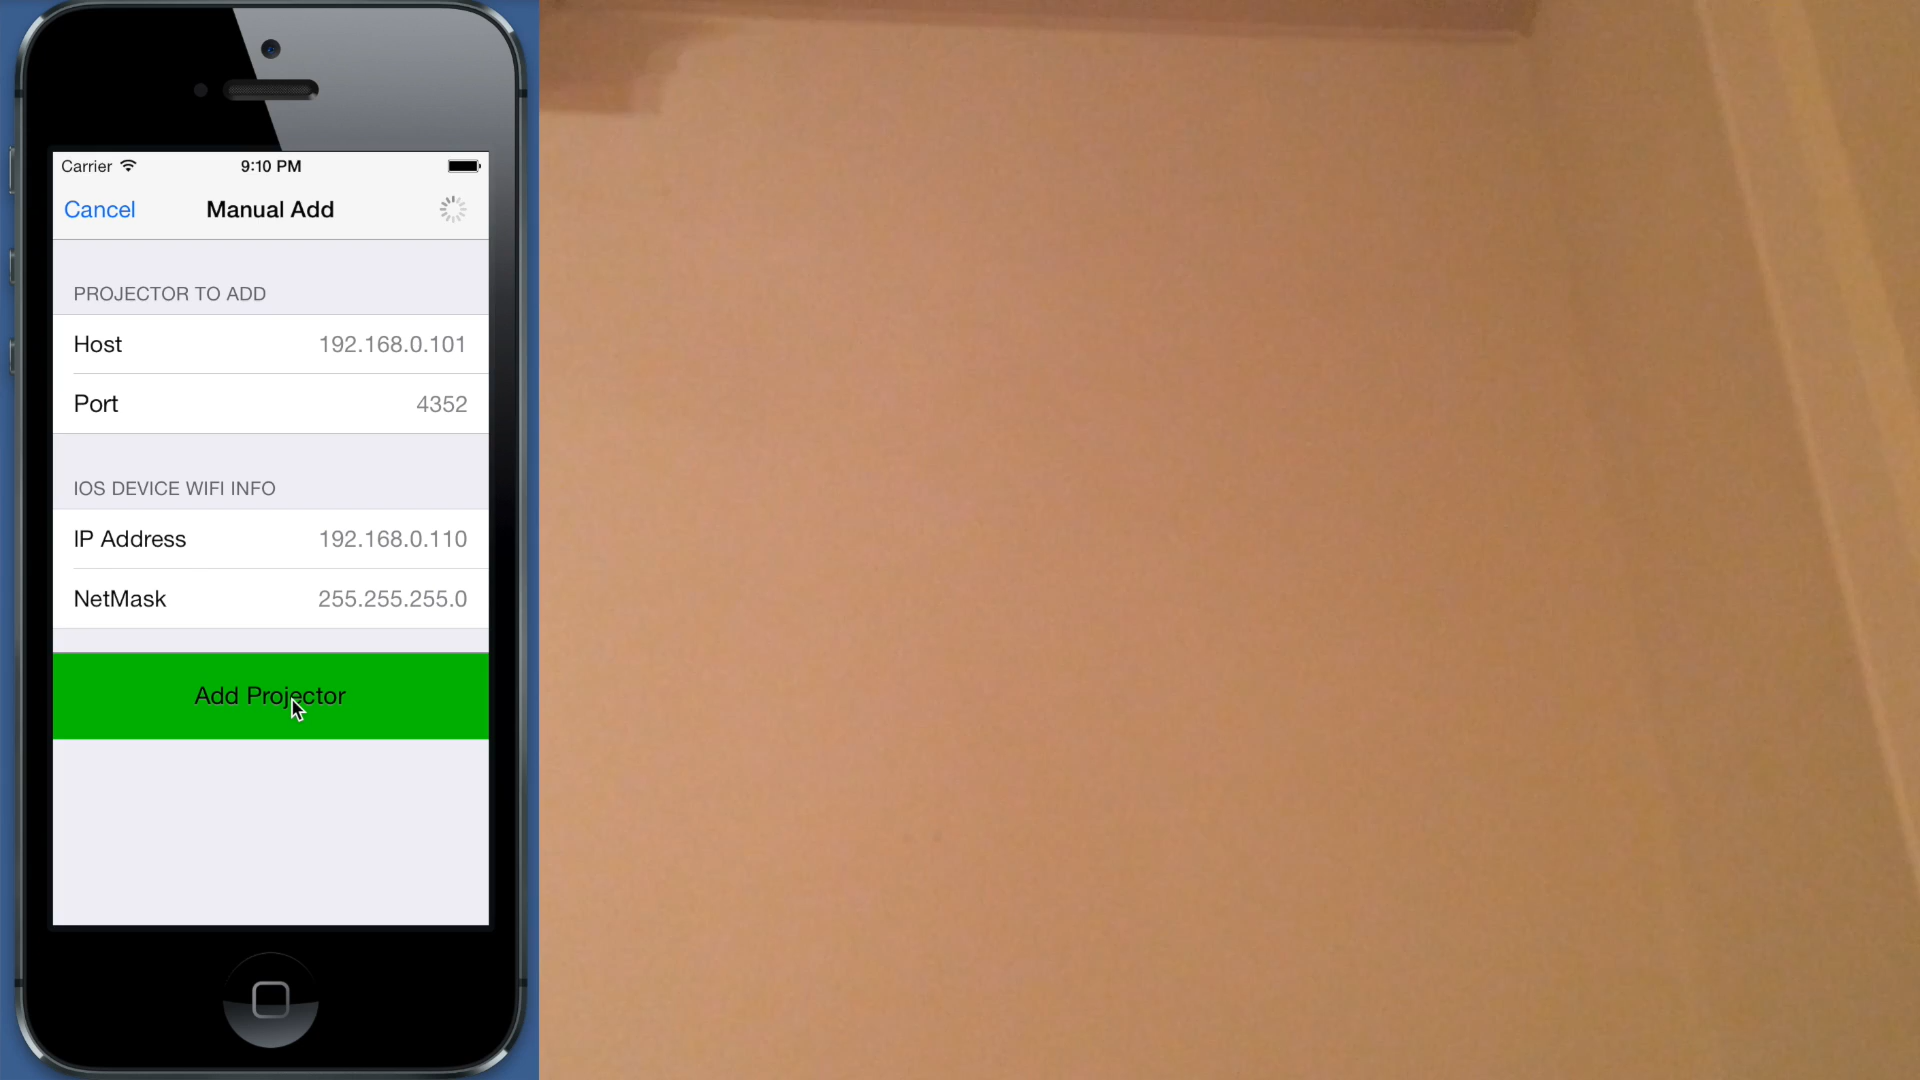 Carrier 9:10 PM
Cancel Manual Add
PROJECTOR TO ADD
Host 192.168.0.101
Port 4352
IOS DEVICE WIFI INFO
IP Address 192.168.0.110
NetMask 255.255.255.0
Add Projector